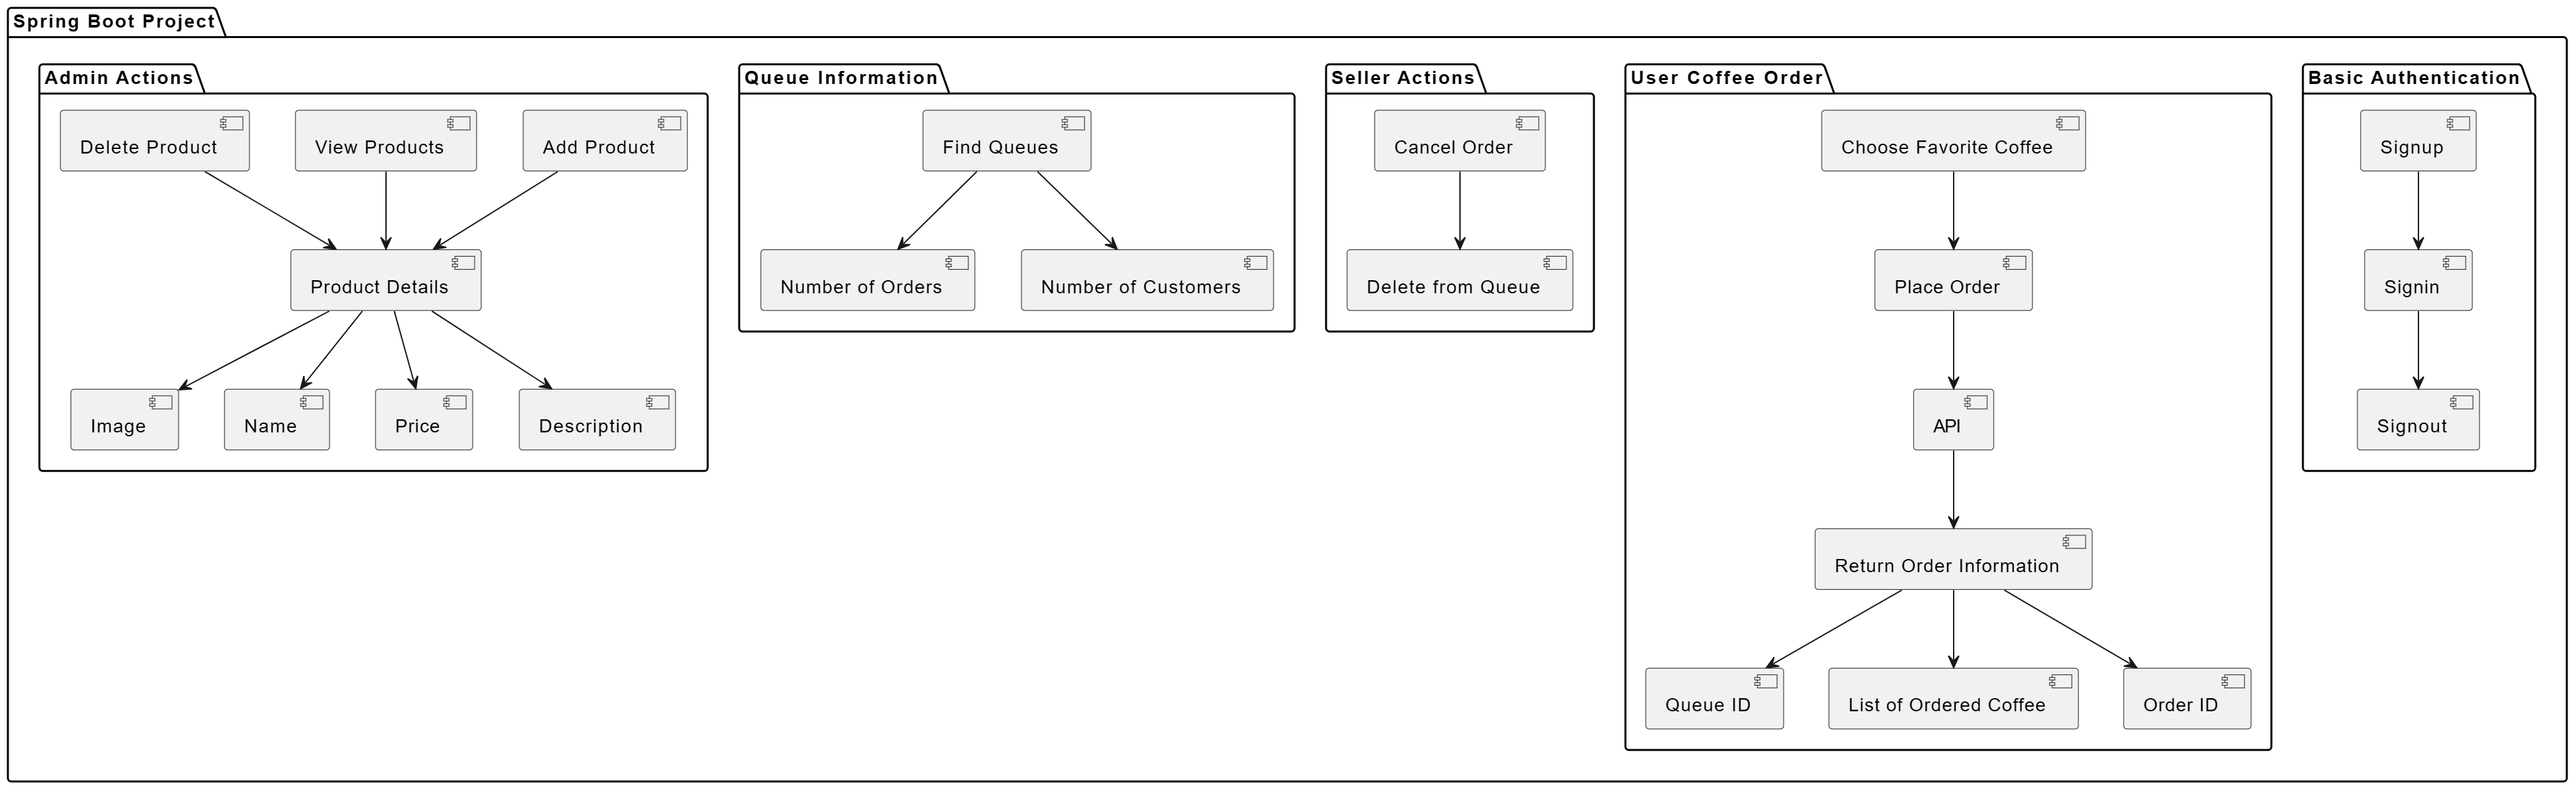 Spring Boot Project
Admin Actions
Delete Product
View Products
Add Product
Product Details
Image
Name
Price
Description
Queue Information
Find Queues
Number of Orders
Number of Customers
Seller Actions
Cancel Order
Delete from Queue
User Coffee Order
Choose Favorite Coffee
Place Order
API
Return Order Information
Queue ID
List of Ordered Coffee
Order ID
Basic Authentication
Signup
Signin
Signout